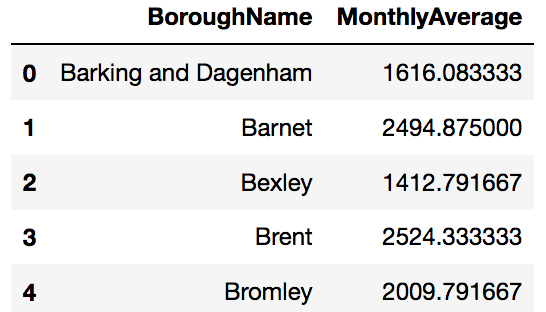 BoroughName MonthlyAverage
0 Barking and Dagenham 1616.083333
1 Barnet 2494.875000
2 Bexley 1412.791667
3 Brent 2524.333333
4 Bromley 2009.791667